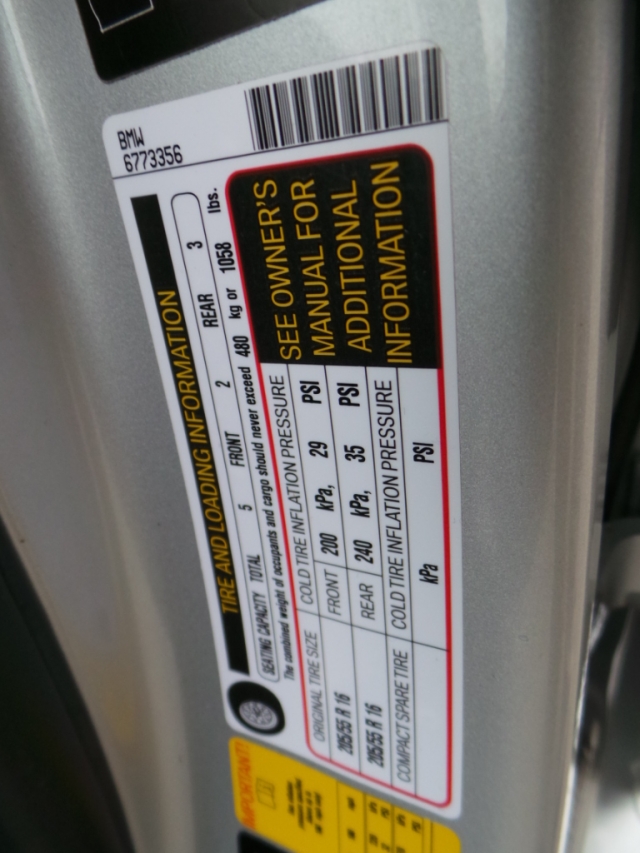 BMW
6773356
TIRE AND LOADING INFORMATION
SEATING CAPACITY TOTAL 5 FRONT 2 REAR 3
The combined weight of occupants and cargo should never exceed 480 kg or 1058 lbs.
ORIGINAL TIRE SIZE COLD TIRE INFLATION PRESSURE
205/55 R 16 FRONT 200 kPa, 29 PSI
205/55 R 16 REAR 240 kPa, 35 PSI
COMPACT SPARE TIRE COLD TIRE INFLATION PRESSURE
kPa PSI
SEE OWNER'S
MANUAL FOR
ADDITIONAL
INFORMATION
IMPORTANT!